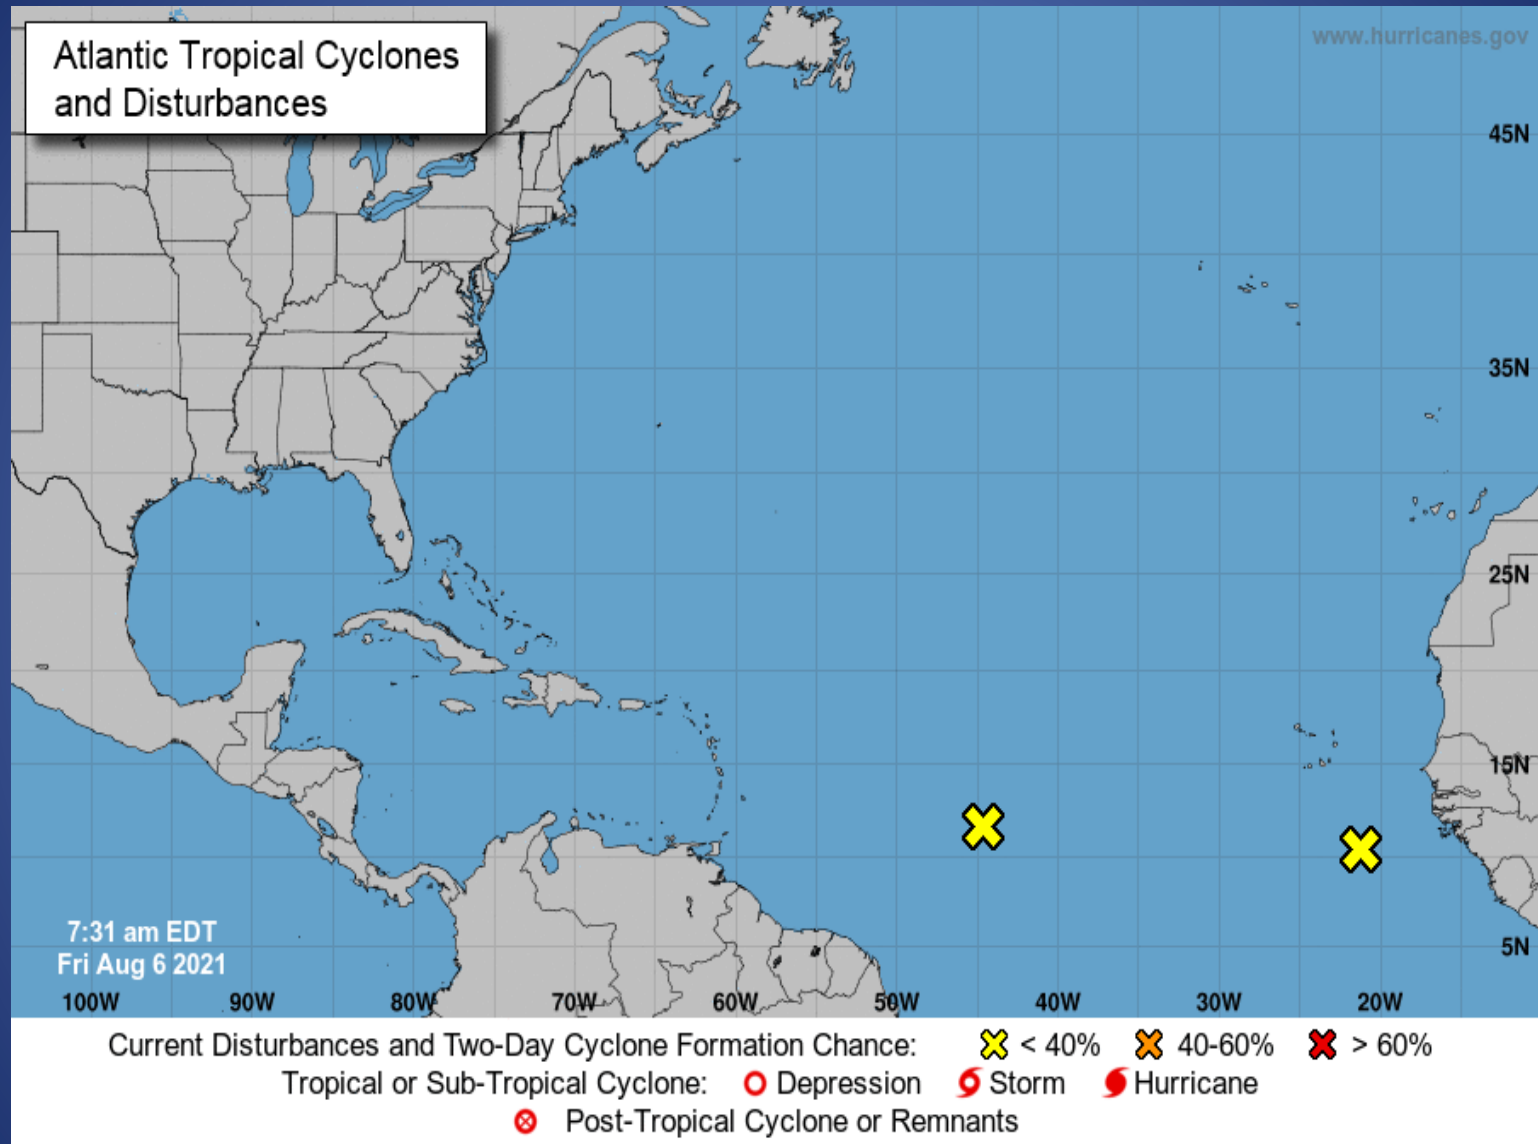 Atlantic Tropical Cyclones
and Disturbances
www.hurricanes.gov
45N
35N
25N
15N
5N
7:31 am EDT
Fri Aug 6 2021
100W 90W 80W 70W 60W 50W 40W 30W 20W
Current Disturbances and Two-Day Cyclone Formation Chance: < 40% 40-60% > 60%
Tropical or Sub-Tropical Cyclone: Depression Storm Hurricane
Post-Tropical Cyclone or Remnants